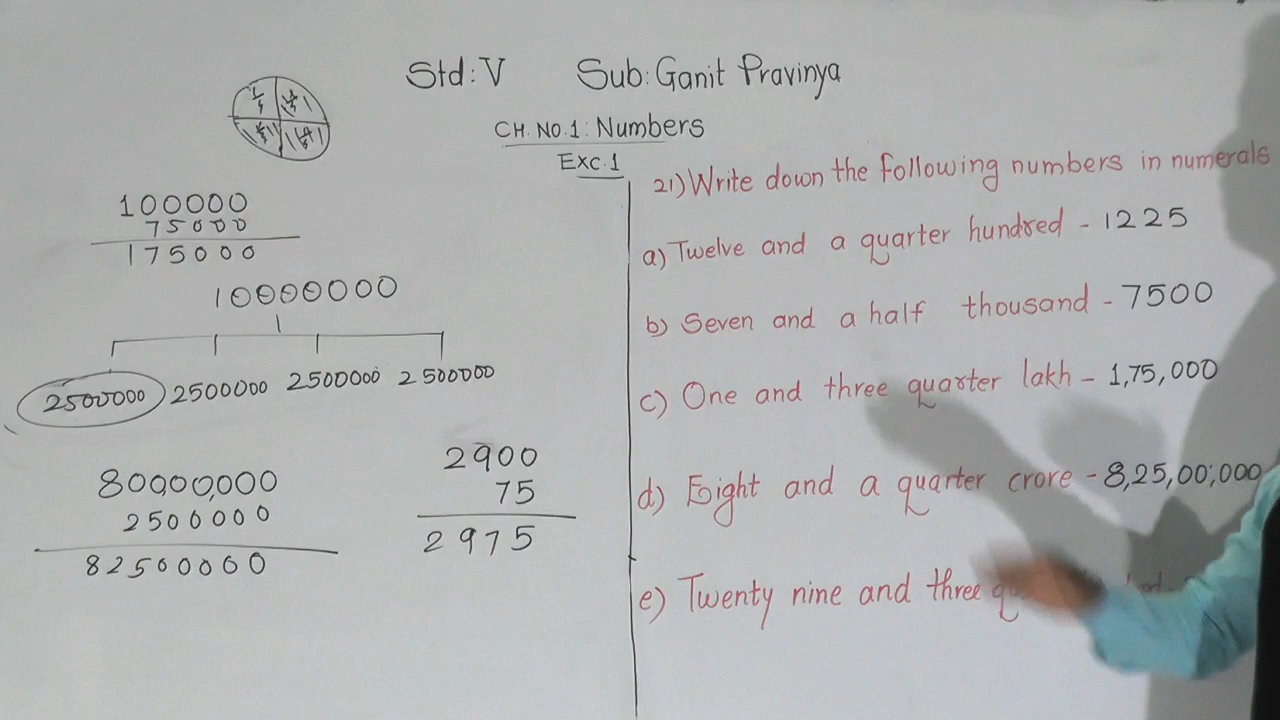 Std: V Sub: Ganit Pravinya
CH. NO. 1: Numbers
Exc. 1
100000
75000
175000
10000000
2500000 2500000 2500000 2500000
8000,000,000
2500000
82500000
2900
75
2975
21) Write down the following numbers in numerals
a) Twelve and a quarter hundred - 1225
b) Seven and a half thousand - 7500
c) One and three quarter lakh - 1,75,000
d) Eight and a quarter crore - 8,25,00,000
e) Twenty nine and three